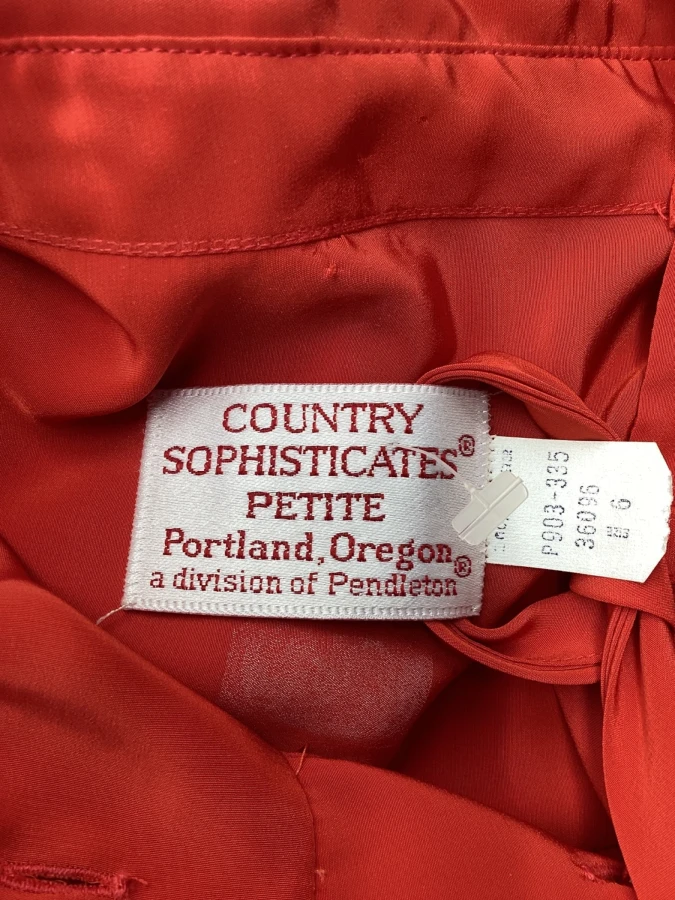 COUNTRY
SOPHISTICATES®
PETITE
Portland, Oregon
a division of Pendleton®
P903-335
36096
6